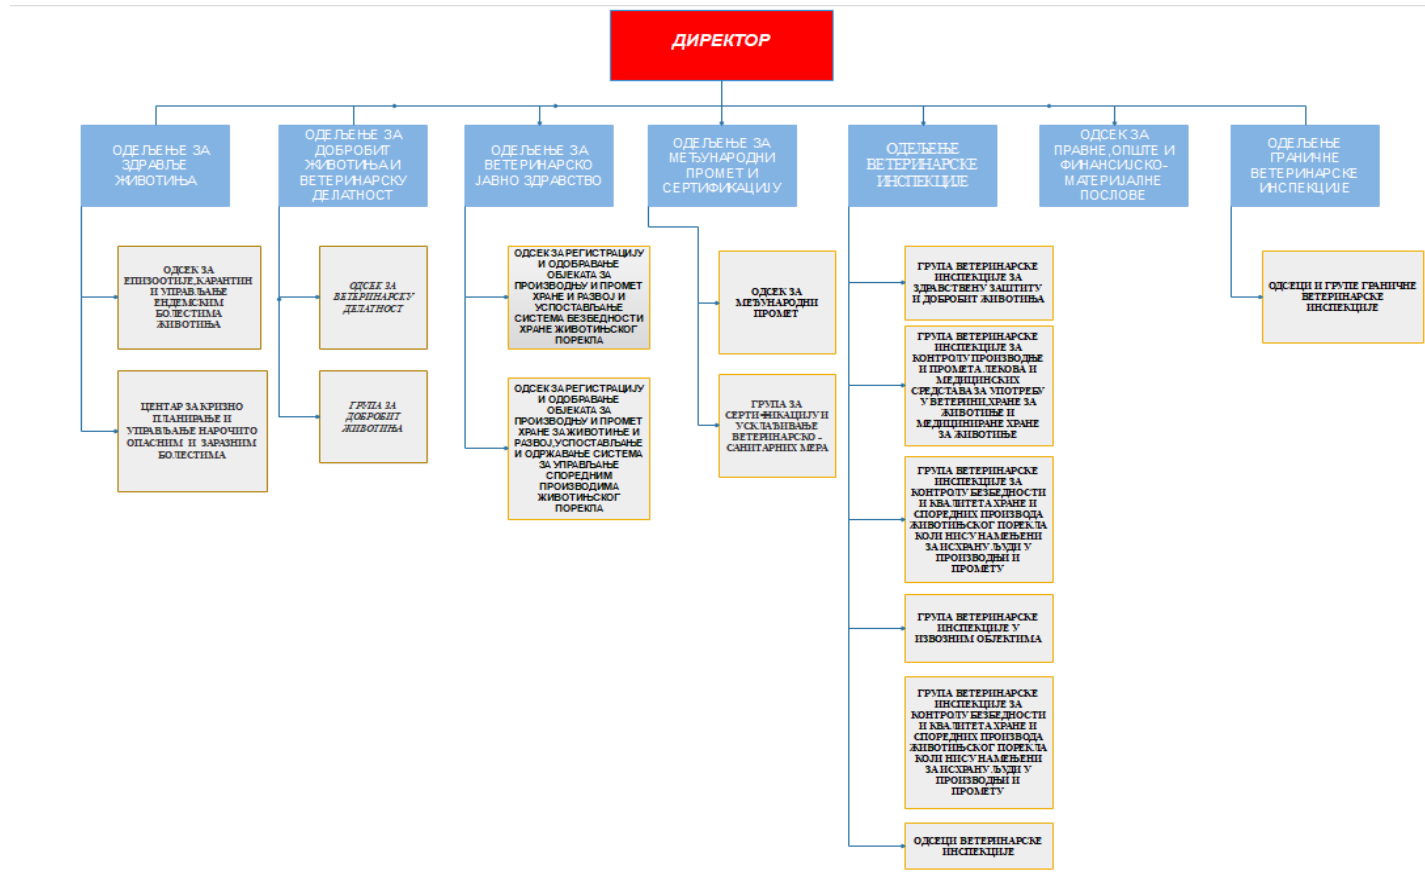 ДИРЕКТОР
ОДЕЉЕЊЕ ЗА
ЗДРАВЉЕ
ЖИВОТИЊА
ОДЕЉЕЊЕ ЗА
ДОБРОБИТ
ЖИВОТИЊА И
ВЕТЕРИНАРСКУ
ДЕЛАТНОСТ
ОДЕЉЕЊЕ ЗА
ВЕТЕРИНАРСКО
ЈАВНО ЗДРАВСТВО
ОДЕЉЕЊЕ ЗА
МЕЂУНАРОДНИ
ПРОМЕТ И
СЕРТИФИКАЦИЈУ
ОДЕЉЕЊЕ
ВЕТЕРИНАРСКЕ
ИНСПЕКЦИЈЕ
ОДСЕК ЗА
ПРАВНЕ,ОПШТЕ И
ФИНАНСИЈСКО-
МАТЕРИЈАЛНЕ
ПОСЛОВЕ
ОДЕЉЕЊЕ
ГРАНИЧНЕ
ВЕТЕРИНАРСКЕ
ИНСПЕКЦИЈЕ
ОДСЕК ЗА
ЕПИЗООТИЈЕ,КАРАНТИН
И УПРАВЉАЊЕ
ЕНДЕМСКИМ
БОЛЕСТИМА
ЖИВОТИЊА
ЦЕНТАР ЗА КРИЗНО
ПЛАНИРАЊЕ И
УПРАВЉАЊЕ НАРОЧИТО
ОПАСНИМ И ЗАРАЗНИМ
БОЛЕСТИМА
ОДСЕК ЗА
ВЕТЕРИНАРСКУ
ДЕЛАТНОСТ
ГРУПА ЗА
ДОБРОБИТ
ЖИВОТИЊА
ОДСЕК ЗА РЕГИСТРАЦИЈУ
И ОДОБРАВАЊЕ
ОБЈЕКАТА ЗА
ПРОИЗВОДЊУ И ПРОМЕТ
ХРАНЕ И РАЗВОЈ И
УСПОСТАВЉАЊЕ
СИСТЕМА БЕЗБЕДНОСТИ
ХРАНЕ ЖИВОТИЊСКОГ
ПОРЕКЛА
ОДСЕК ЗА РЕГИСТРАЦИЈУ
И ОДОБРАВАЊЕ
ОБЈЕКАТА ЗА
ПРОИЗВОДЊУ И ПРОМЕТ
ХРАНЕ ЗА ЖИВОТИЊЕ И
РАЗВОЈ,УСПОСТАВЉАЊЕ
И ОДРЖАВАЊЕ СИСТЕМА
ЗА УПРАВЉАЊЕ
СПОРЕДНИМ
ПРОИЗВОДИМА
ЖИВОТИЊСКОГ
ПОРЕКЛА
ОДСЕК ЗА
МЕЂУНАРОДНИ
ПРОМЕТ
ГРУПА ЗА
СЕРТИФИКАЦИЈУ И
УСКЛАЂИВАЊЕ
ВЕТЕРИНАРСКО -
САНИТАРНИХ МЕРА
ГРУПА ВЕТЕРИНАРСКЕ
ИНСПЕКЦИЈЕ ЗА
ЗДРАВСТВЕНУ ЗАШТИТУ
И ДОБРОБИТ ЖИВОТИЊА
ГРУПА ВЕТЕРИНАРСКЕ
ИНСПЕКЦИЈЕ ЗА
КОНТРОЛУ ПРОИЗВОДЊЕ
И ПРОМЕТА ЛЕКОВА И
МЕДИЦИНСКИХ
СРЕДСТАВА ЗА УПОТРЕБУ
У ВЕТЕРИНИ,ХРАНЕ ЗА
ЖИВОТИЊЕ И
МЕДИЦИНИРАНЕ ХРАНЕ
ЗА ЖИВОТИЊЕ
ГРУПА ВЕТЕРИНАРСКЕ
ИНСПЕКЦИЈЕ ЗА
КОНТРОЛУ БЕЗБЕДНОСТИ
И КВАЛИТЕТА ХРАНЕ И
СПОРЕДНИХ ПРОИЗВОДА
ЖИВОТИЊСКОГ ПОРЕКЛА
КОЈИ НИСУ НАМЕЊЕНИ
ЗА ИСХРАНУ ЉУДИ У
ПРОИЗВОДЊИ И
ПРОМЕТУ
ГРУПА ВЕТЕРИНАРСКЕ
ИНСПЕКЦИЈЕ У
ИЗВОЗНИМ ОБЈЕКТИМА
ГРУПА ВЕТЕРИНАРСКЕ
ИНСПЕКЦИЈЕ ЗА
КОНТРОЛУ БЕЗБЕДНОСТИ
И КВАЛИТЕТА ХРАНЕ И
СПОРЕДНИХ ПРОИЗВОДА
ЖИВОТИЊСКОГ ПОРЕКЛА
КОЈИ НИСУ НАМЕЊЕНИ
ЗА ИСХРАНУ ЉУДИ У
ПРОИЗВОДЊИ И
ПРОМЕТУ
ОДСЕЦИ ВЕТЕРИНАРСКЕ
ИНСПЕКЦИЈЕ
ОДСЕЦИ И ГРУПЕ ГРАНИЧНЕ
ВЕТЕРИНАРСКЕ
ИНСПЕКЦИЈЕ